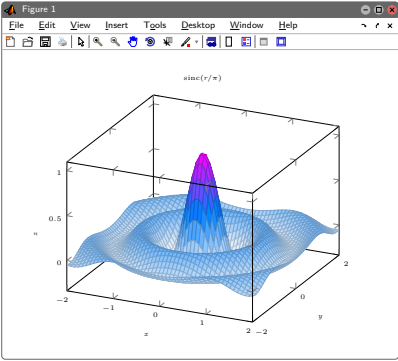 Figure 1
File Edit View Insert Tools Desktop Window Help
sinc(r/π)
1
0.5
0
z
−2
−1
0
1
2
x
−2
0
2
y